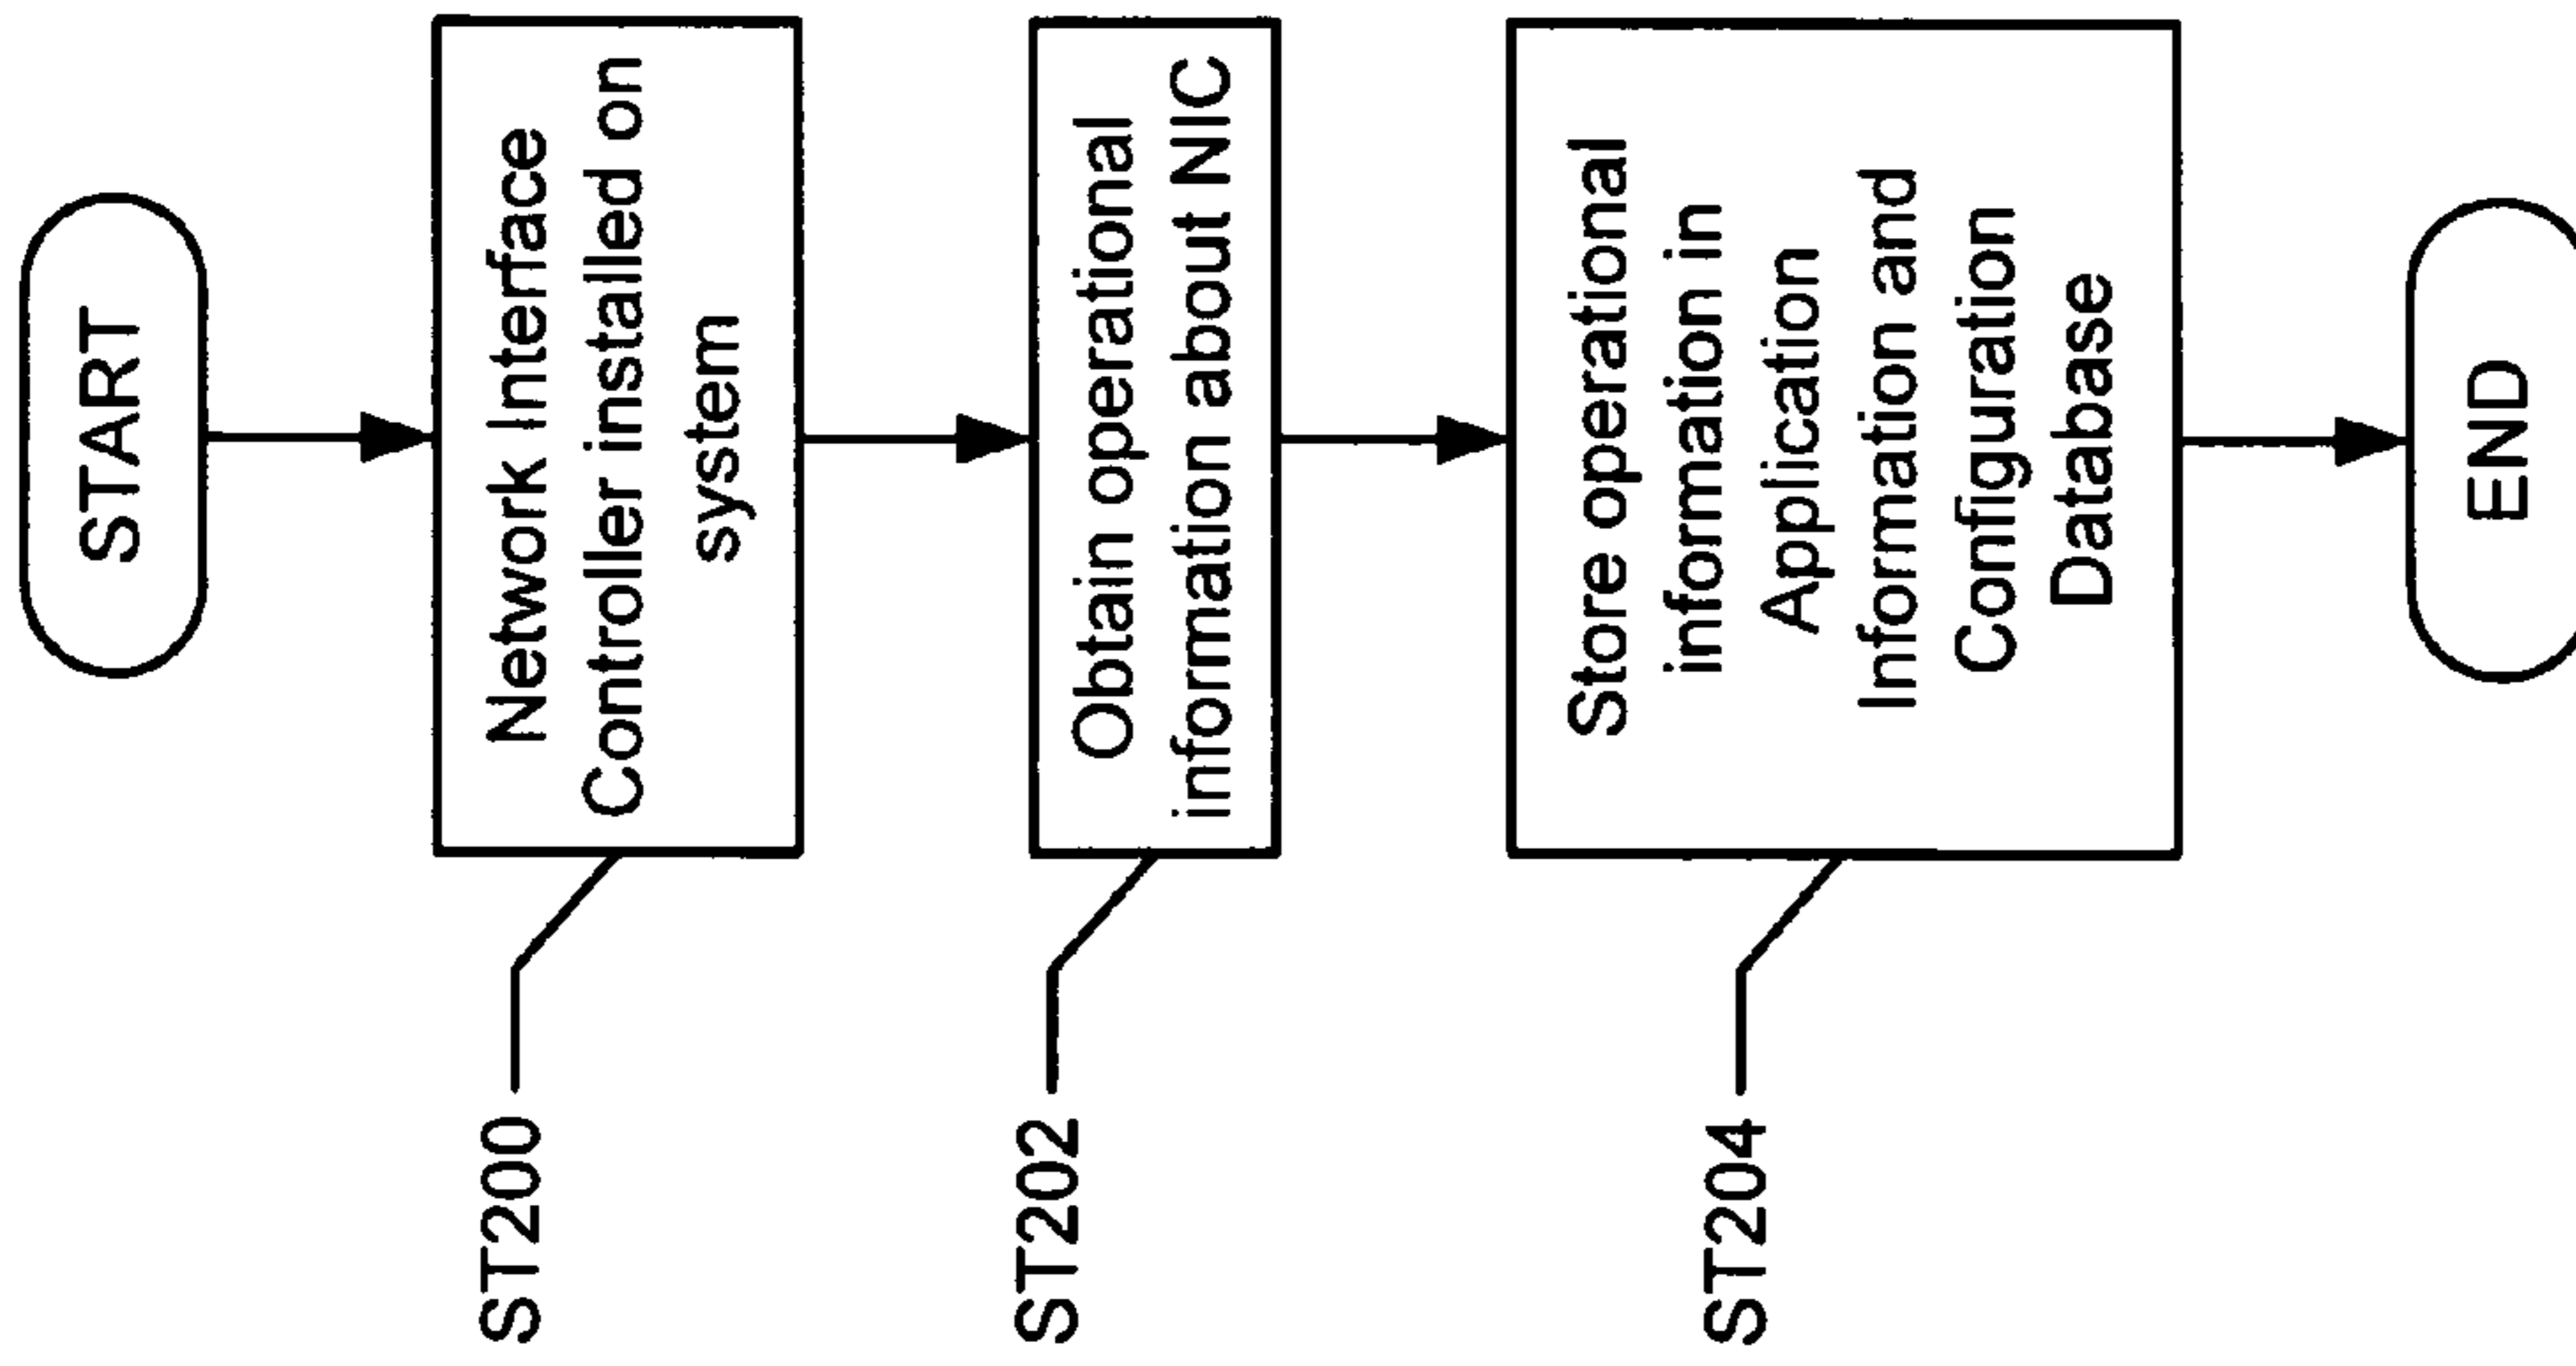 START
ST200
Network Interface
Controller installed on
system
ST202
Obtain operational
information about NIC
ST204
Store operational
information in
Application
Information and
Configuration
Database
END